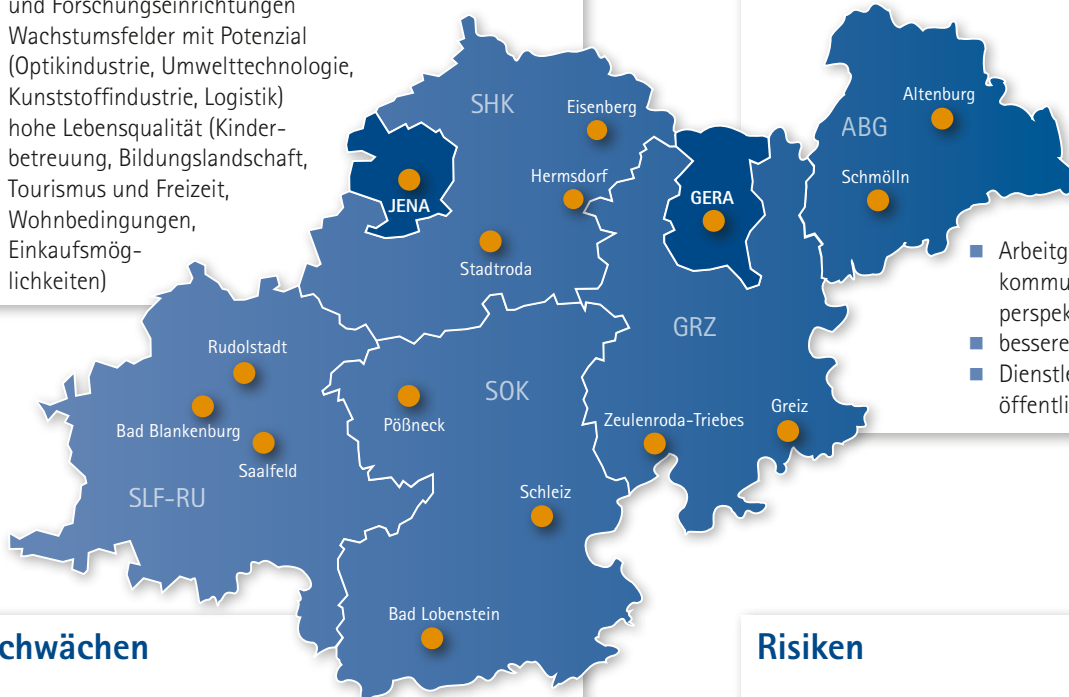 und Forschungseinrichtungen
Wachstumsfelder mit Potenzial
(Optikindustrie, Umwelttechnologie,
Kunststoffindustrie, Logistik)
hohe Lebensqualität (Kinder-
betreuung, Bildungslandschaft,
Tourismus und Freizeit,
Wohnbedingungen,
Einkaufsmög-
lichkeiten)
SHK
Eisenberg
Hermsdorf
JENA
Stadtroda
GERA
ABG
Altenburg
Schmölln
GRZ
Rudolstadt
Bad Blankenburg
Saalfeld
SLF-RU
SOK
Pößneck
Zeulenroda-Triebes
Greiz
Schleiz
Bad Lobenstein
Arbeitg
kommu
perspek
bessere
Dienstle
öffentli
chwächen
Risiken